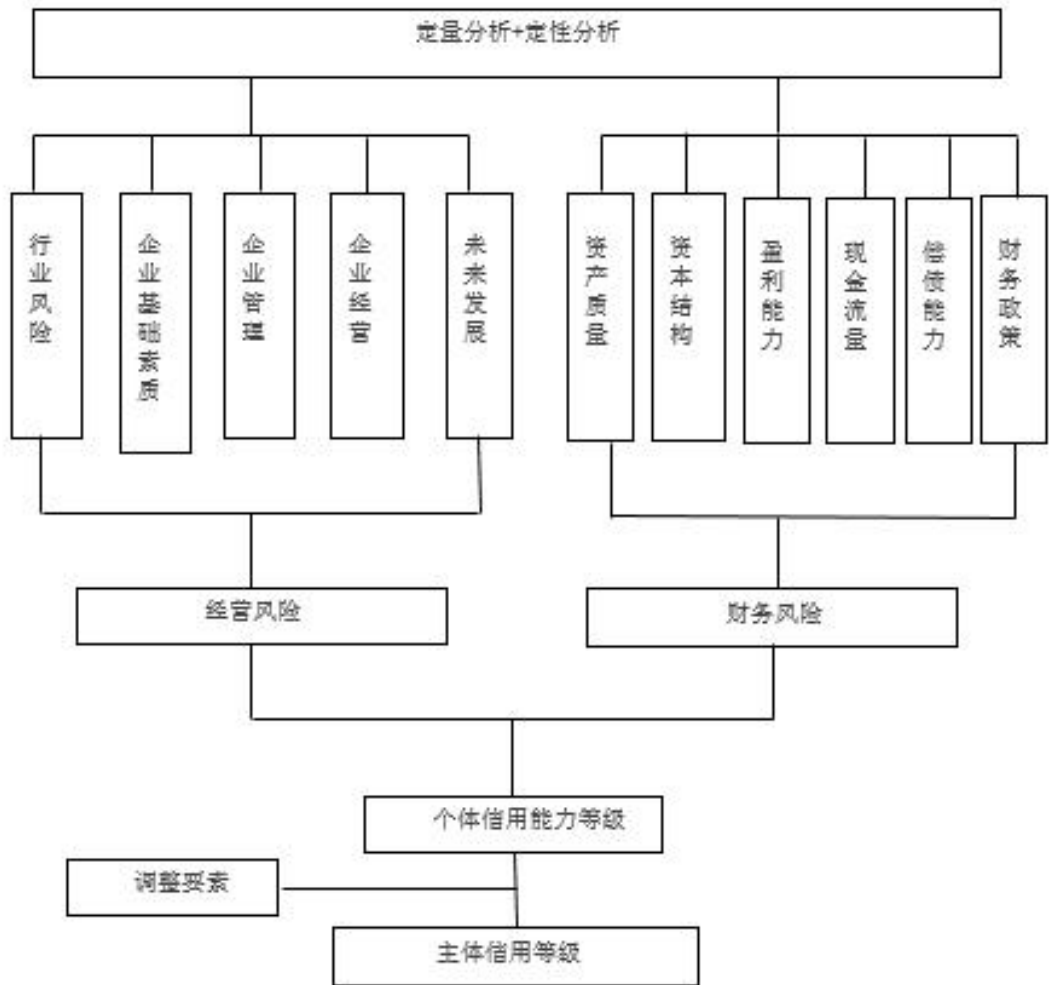 定量分析+定性分析
行业风险
企业基础素质
企业管理
企业经营
未来发展
资产质量
资本结构
盈利能力
现金流量
偿债能力
财务政策
经营风险
财务风险
个体信用能力等级
调整要素
主体信用等级